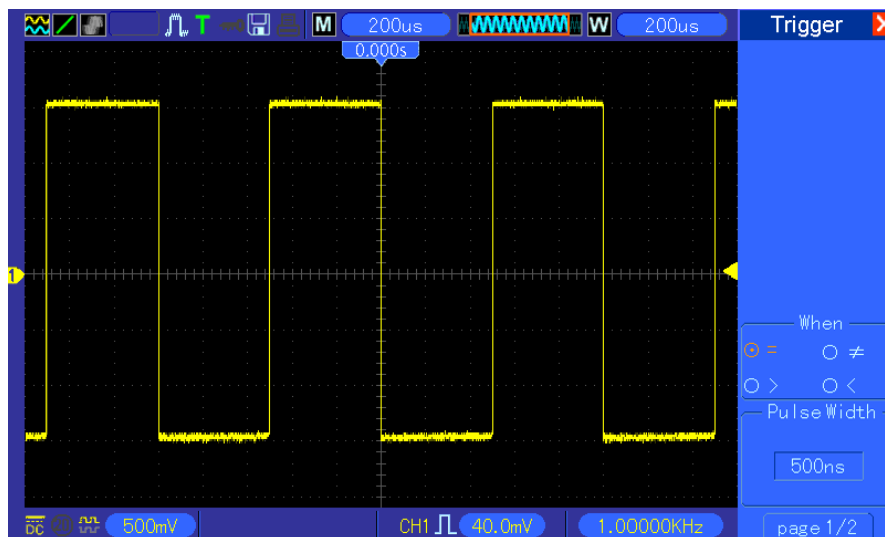 T M 200us W 200us Trigger
0.000s
1
When
= ≠
> <
Pulse Width
500ns
DC 500mV CH1 40.0mV 1.00000KHz page 1/2